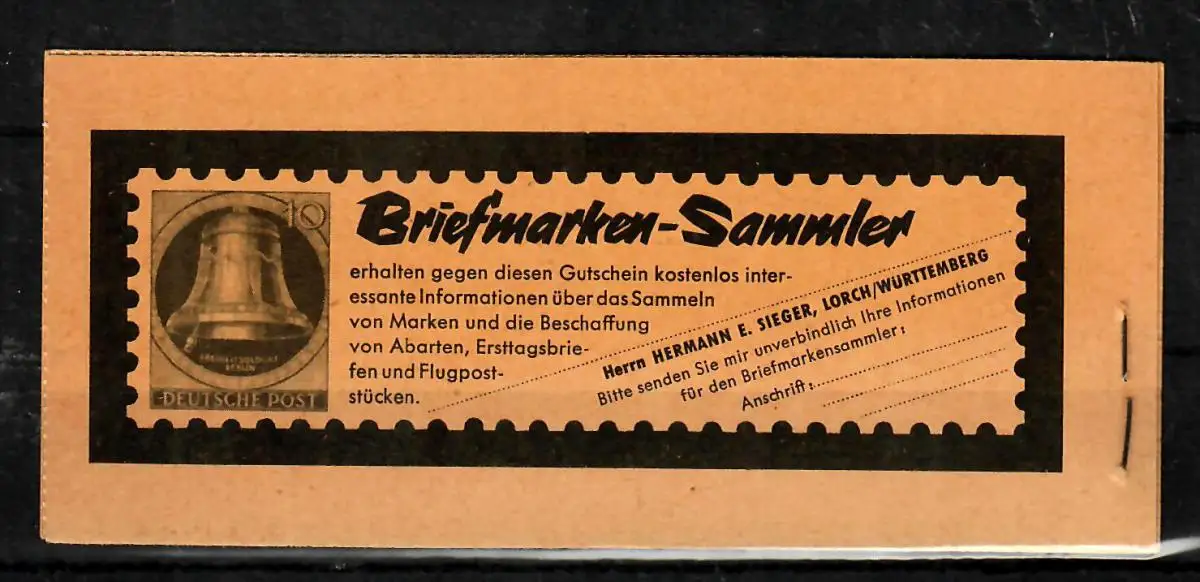 10
FREIHEITSGLOCKE
BERLIN
DEUTSCHE POST
Briefmarken-Sammler
erhalten gegen diesen Gutschein kostenlos inter-
essante Informationen über das Sammeln
von Marken und die Beschaffung
von Abarten, Ersttagsbrie-
fen und Flugpost-
stücken.
Herrn HERMANN E. SIEGER, LORCH/WÜRTTEMBERG
Bitte senden Sie mir unverbindlich Ihre Informationen
für den Briefmarkensammler:
Anschrift: